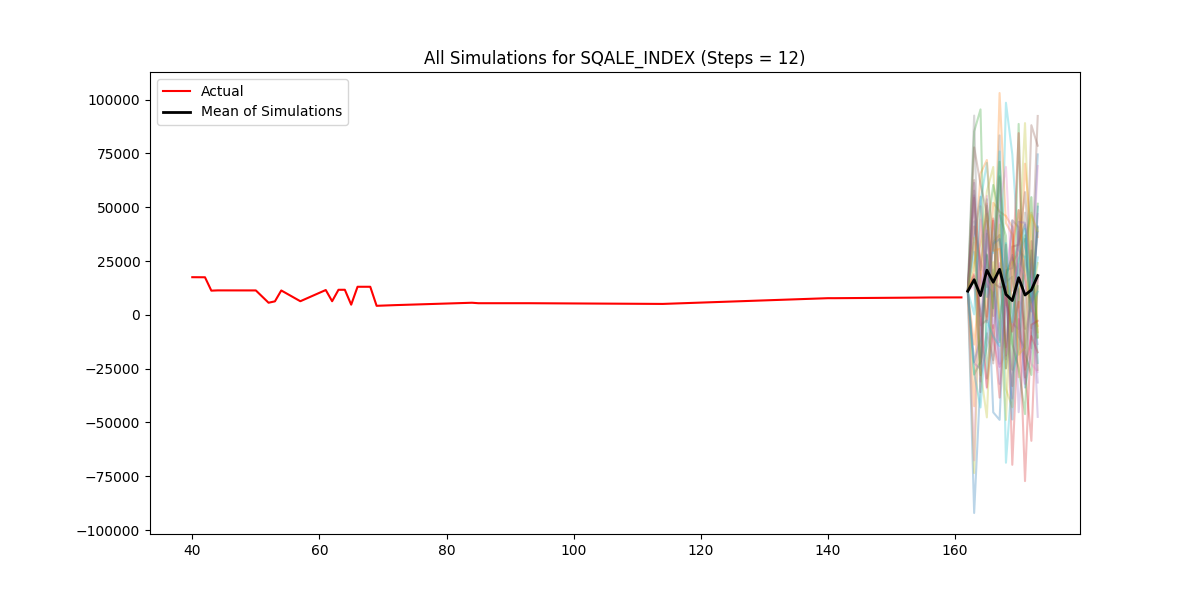 All Simulations for SQALE_INDEX (Steps = 12)
Actual
Mean of Simulations
100000
75000
50000
25000
0
−25000
−50000
−75000
−100000
40 60 80 100 120 140 160